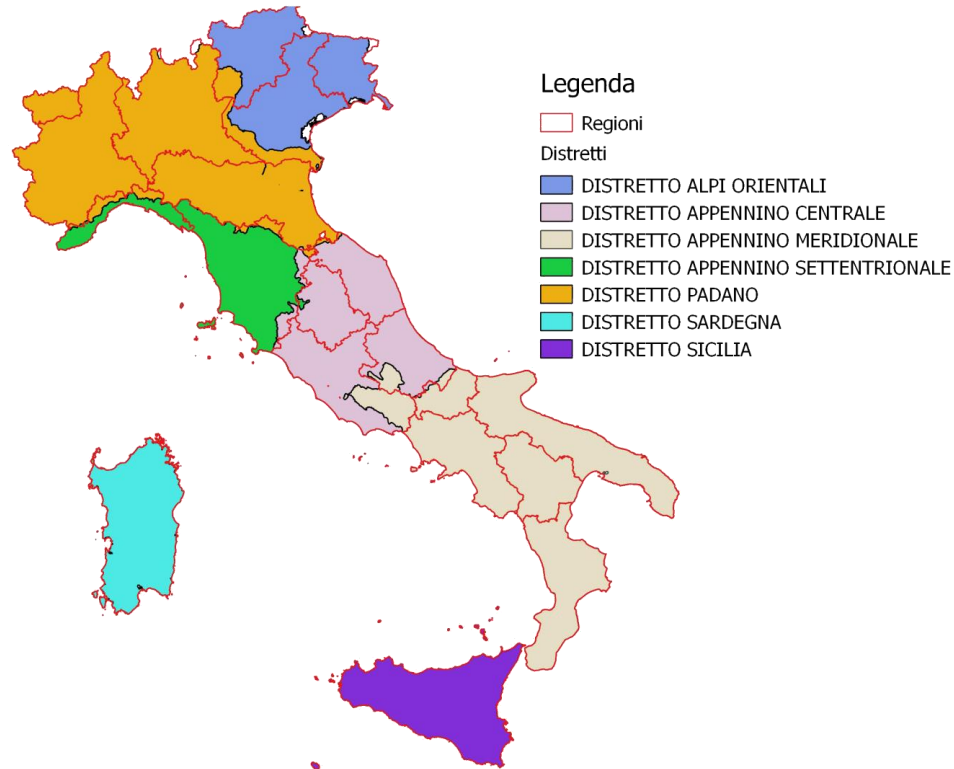 Legenda
Regioni
Distretti
DISTRETTO ALPI ORIENTALI
DISTRETTO APPENNINO CENTRALE
DISTRETTO APPENNINO MERIDIONALE
DISTRETTO APPENNINO SETTENTRIONALE
DISTRETTO PADANO
DISTRETTO SARDEGNA
DISTRETTO SICILIA